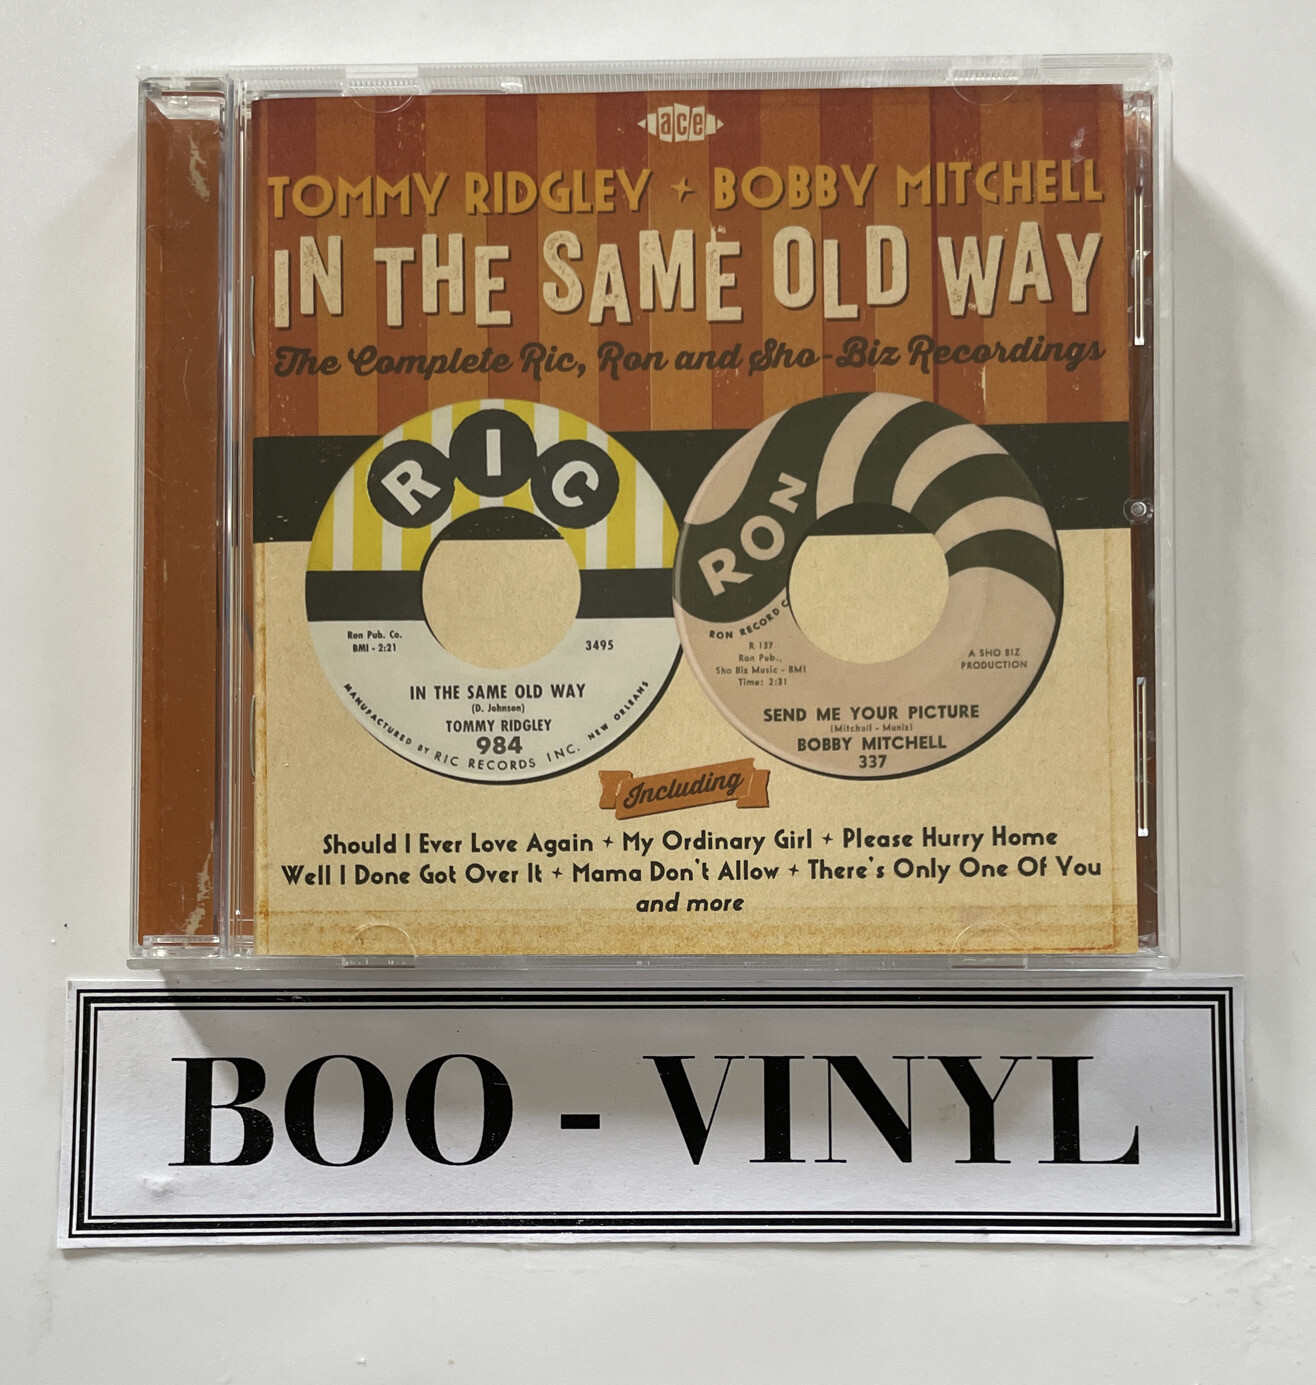 ace
TOMMY RIDGLEY + BOBBY MITCHELL
IN THE SAME OLD WAY
The Complete Ric, Ron and Sho-Biz Recordings
RIC
Ron Pub. Co.
BMI - 2:21
3495
IN THE SAME OLD WAY
(D. Johnson)
TOMMY RIDGLEY
984
MANUFACTURED BY RIC RECORDS INC. NEW ORLEANS
RON
RON RECORD C
R 137
Ron Pub.,
Sho Biz Music - BMI
Time: 2:31
A SHO BIZ
PRODUCTION
SEND ME YOUR PICTURE
(Mitchell - Muniz)
BOBBY MITCHELL
337
Including
Should I Ever Love Again + My Ordinary Girl + Please Hurry Home
Well I Done Got Over It + Mama Don't Allow + There's Only One Of You
and more
BOO - VINYL